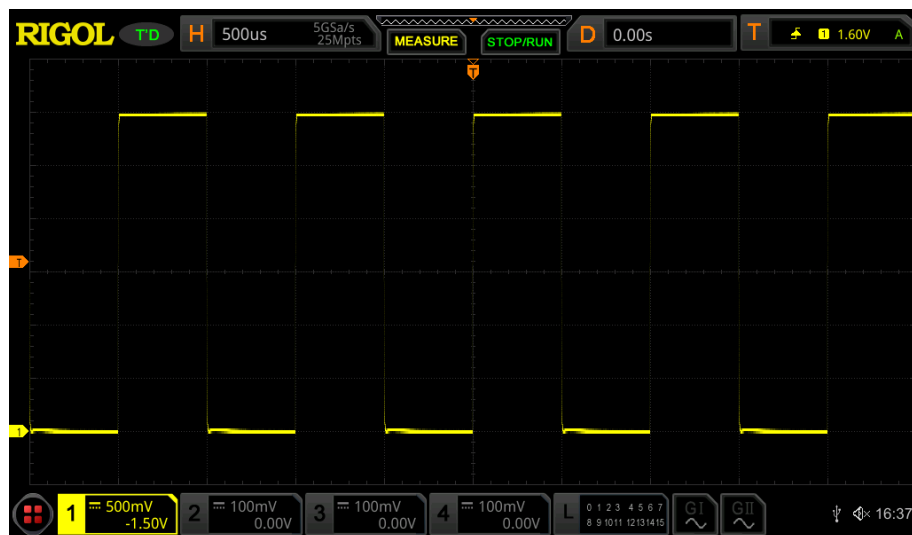 RIGOL T'D H 500us 5GSa/s 25Mpts MEASURE STOP/RUN D 0.00s T 1 1.60V A
T
T
1
1 500mV -1.50V 2 100mV 0.00V 3 100mV 0.00V 4 100mV 0.00V L 0 1 2 3 4 5 6 7 GI GII 16:37
8 9 10 11 12 13 14 15